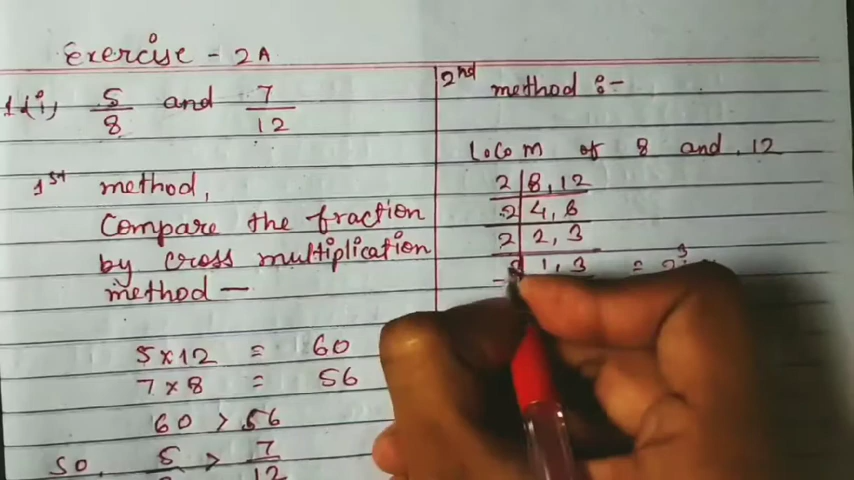 Exercise - 2A
1(i) 5/8 and 7/12
1st method,
Compare the fraction
by cross multiplication
method —
5×12 = 60
7×8 = 56
60 > 56
so, 5 > 7/12
2nd method :-
L.C.M of 8 and 12
2 | 8, 12
2 | 4, 6
2 | 2, 3
1, 3 = 2³